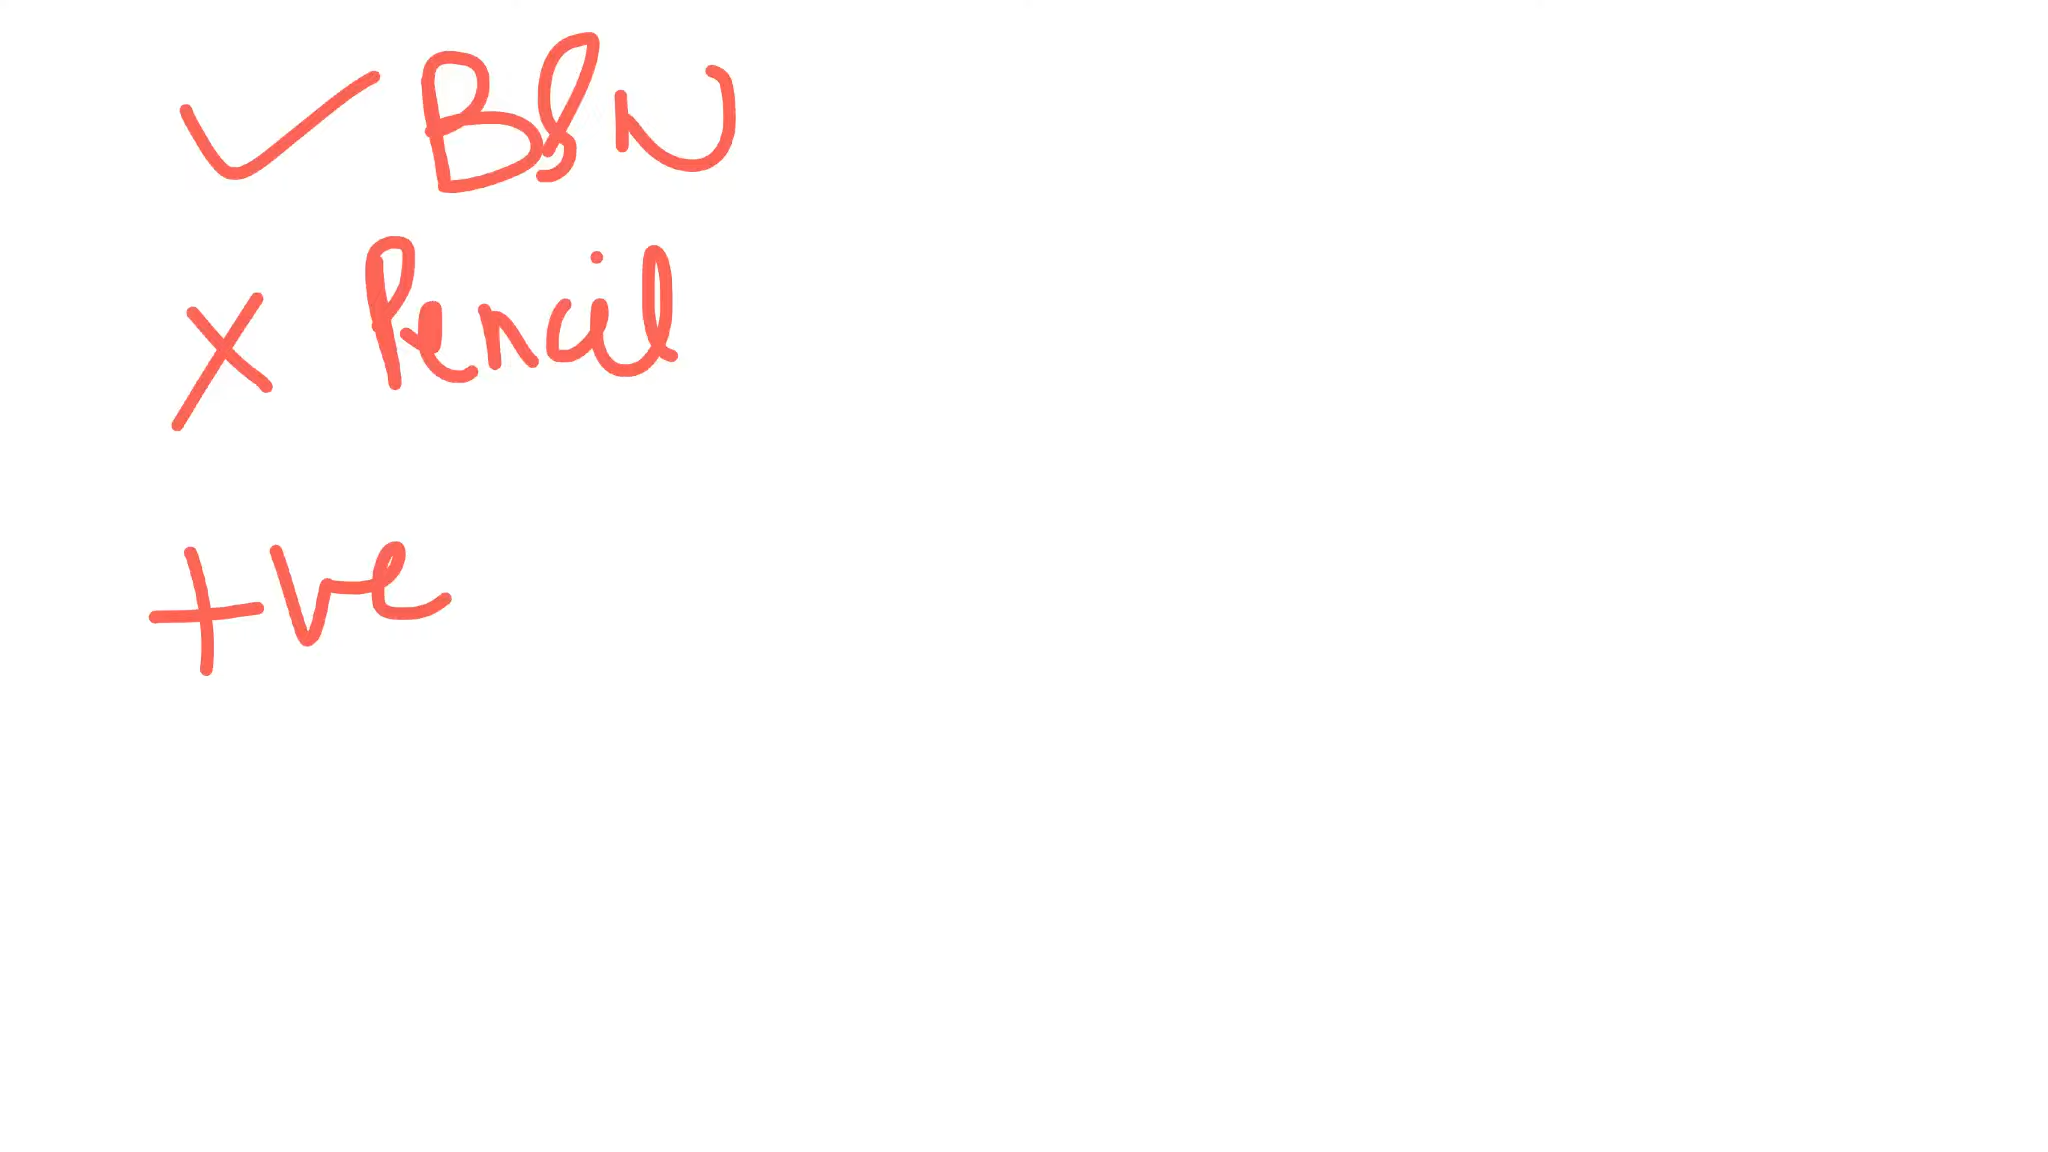 ✓ B&N
× Pencil
+ve